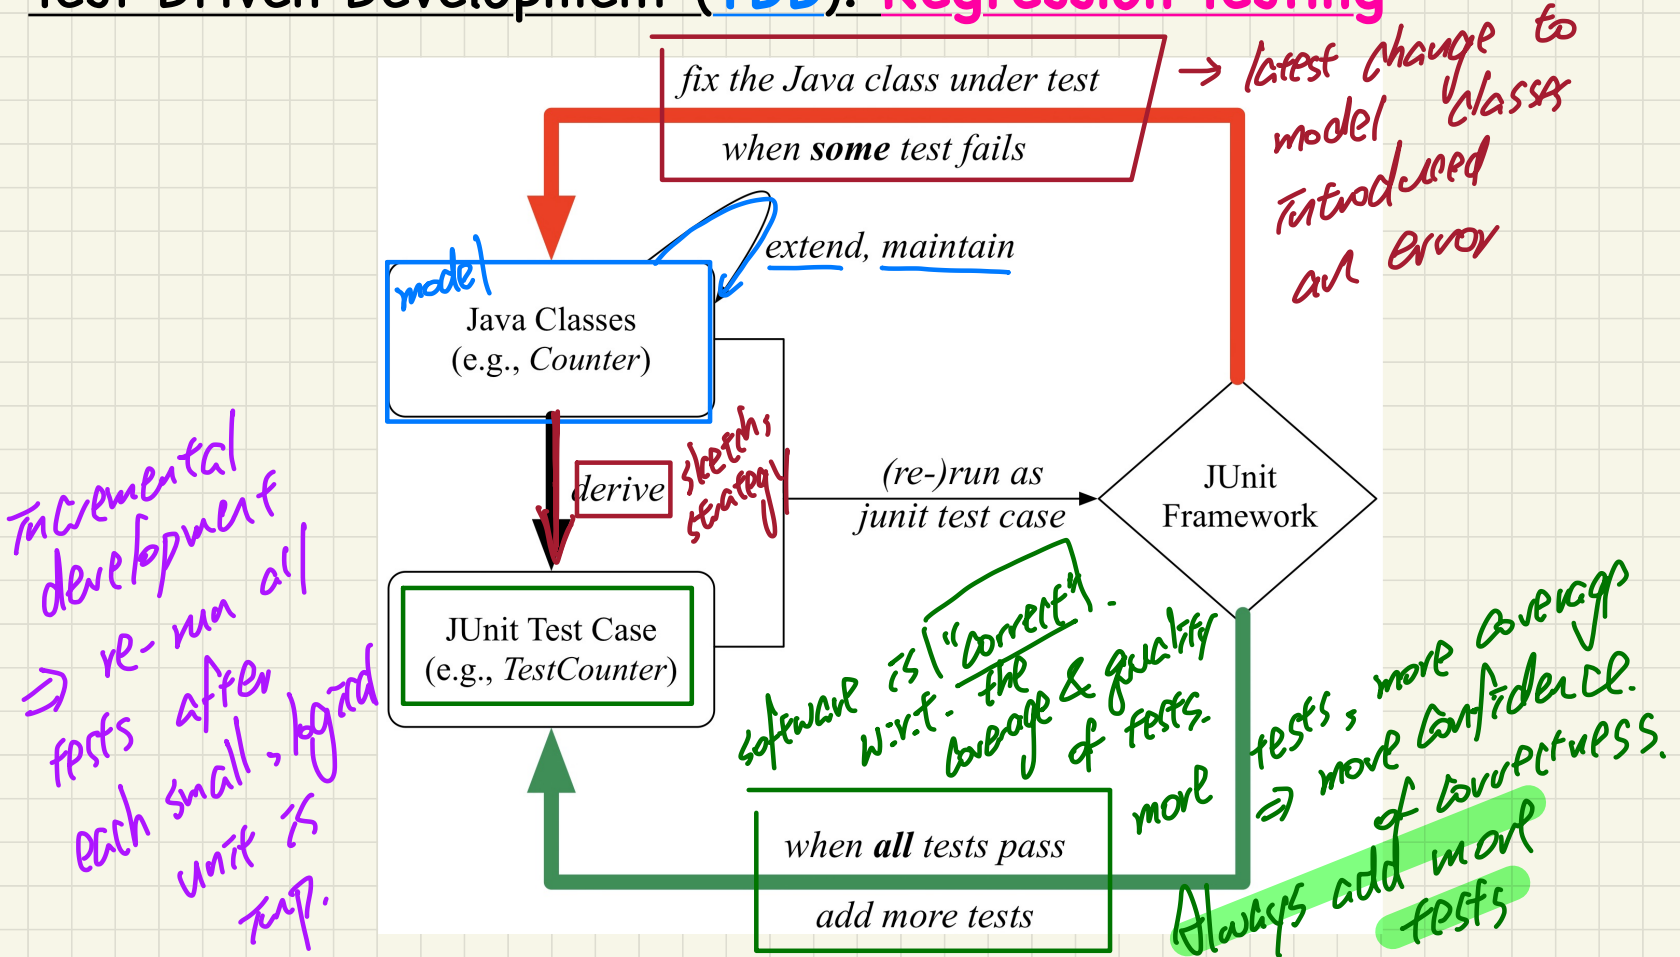 Test Driven Development (TDD): Regression Testing
fix the Java class under test
when some test fails
→ latest change to
model classes
introduced
an error
extend, maintain
model
Java Classes
(e.g., Counter)
derive
sketch,
strategy
(re-)run as
junit test case
JUnit
Framework
JUnit Test Case
(e.g., TestCounter)
incremental
development
⇒ re-run all
tests after
each small, logical
unit is
imp.
software is "correct".
w.r.t. the
coverage & quality
of tests.
more tests, more coverage
⇒ more confidence
of correctness.
Always add more
tests
when all tests pass
add more tests